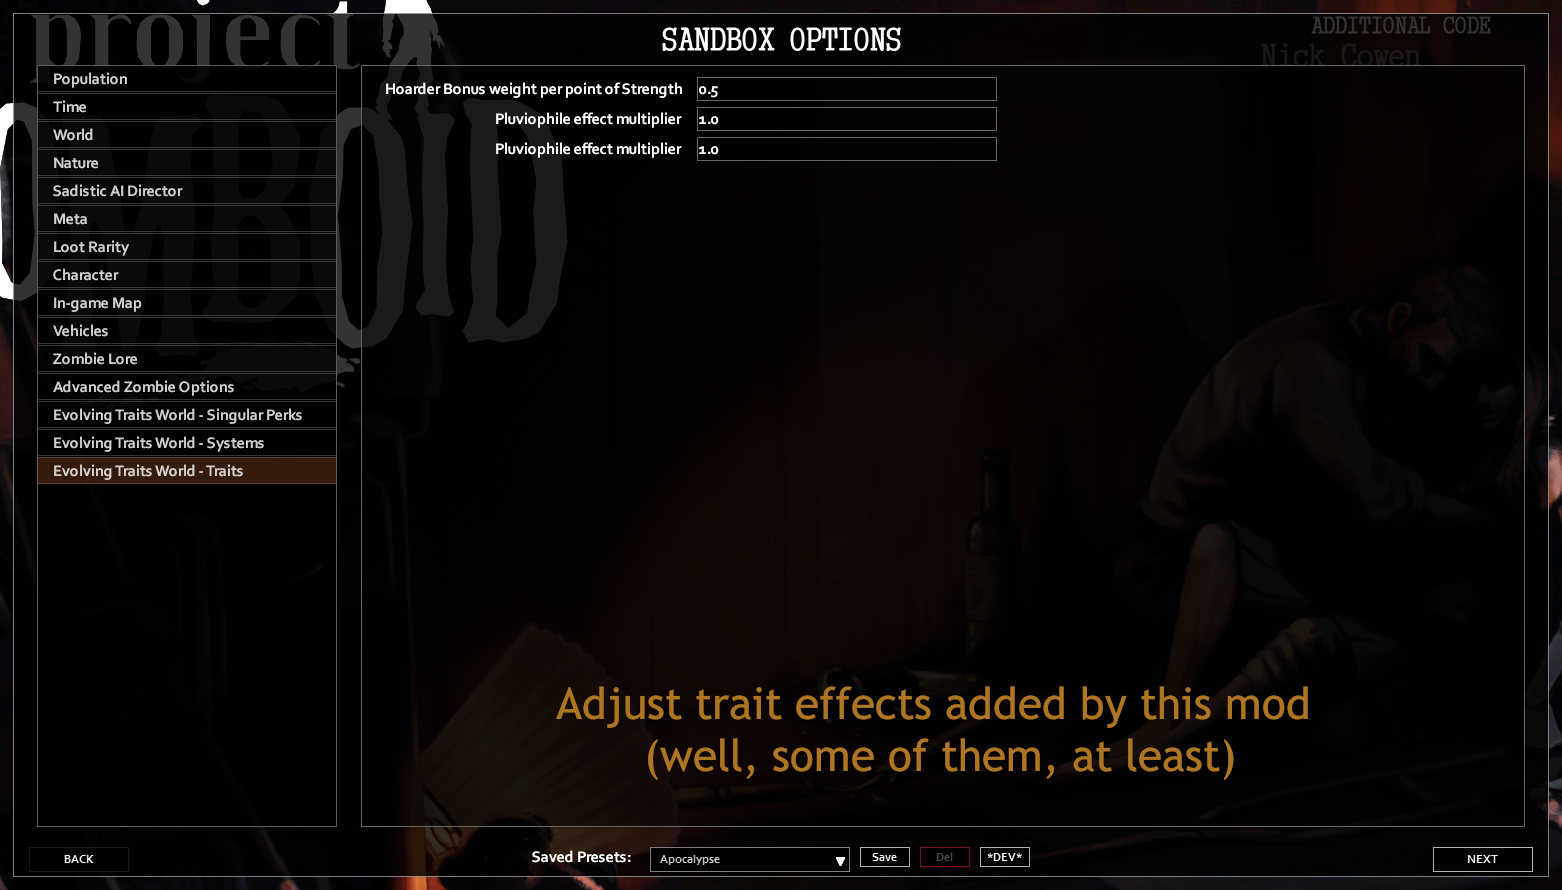 project
ZOMBOID
ADDITIONAL CODE
Nick Cowen
SANDBOX OPTIONS
Population
Time
World
Nature
Sadistic AI Director
Meta
Loot Rarity
Character
In-game Map
Vehicles
Zombie Lore
Advanced Zombie Options
Evolving Traits World - Singular Perks
Evolving Traits World - Systems
Evolving Traits World - Traits
Hoarder Bonus weight per point of Strength 0.5
Pluviophile effect multiplier 1.0
Pluviophile effect multiplier 1.0
Adjust trait effects added by this mod
(well, some of them, at least)
BACK
Saved Presets: Apocalypse Save Del *DEV*
NEXT